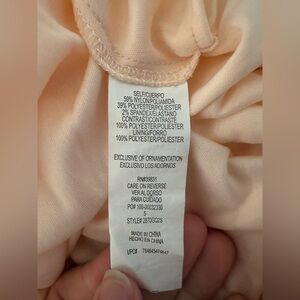 SELF/CUERPO
59% NYLON/POLIAMIDA
39% POLYESTER/POLIESTER
2% SPANDEX/ELASTANO
CONTRAST/CONTRASTE
100% POLYESTER/POLIESTER
LINING/FORRO
100% POLYESTER/POLIESTER
EXCLUSIVE OF ORNAMENTATION
EXCLUSIVO LOS ADORNOS
CARE ON REVERSE
VER AL DORSO
PARA CUIDADO
5
MADE IN CHINA
HECHO EN CHINA